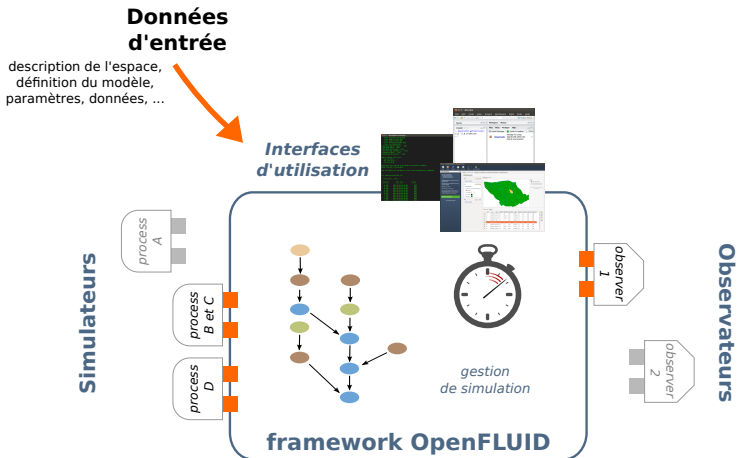 Données
d'entrée
description de l'espace,
définition du modèle,
paramètres, données, ...
Interfaces
d'utilisation
Simulateurs
process
A
process
B et C
process
D
observer
1
observer
2
Observateurs
gestion
de simulation
framework OpenFLUID